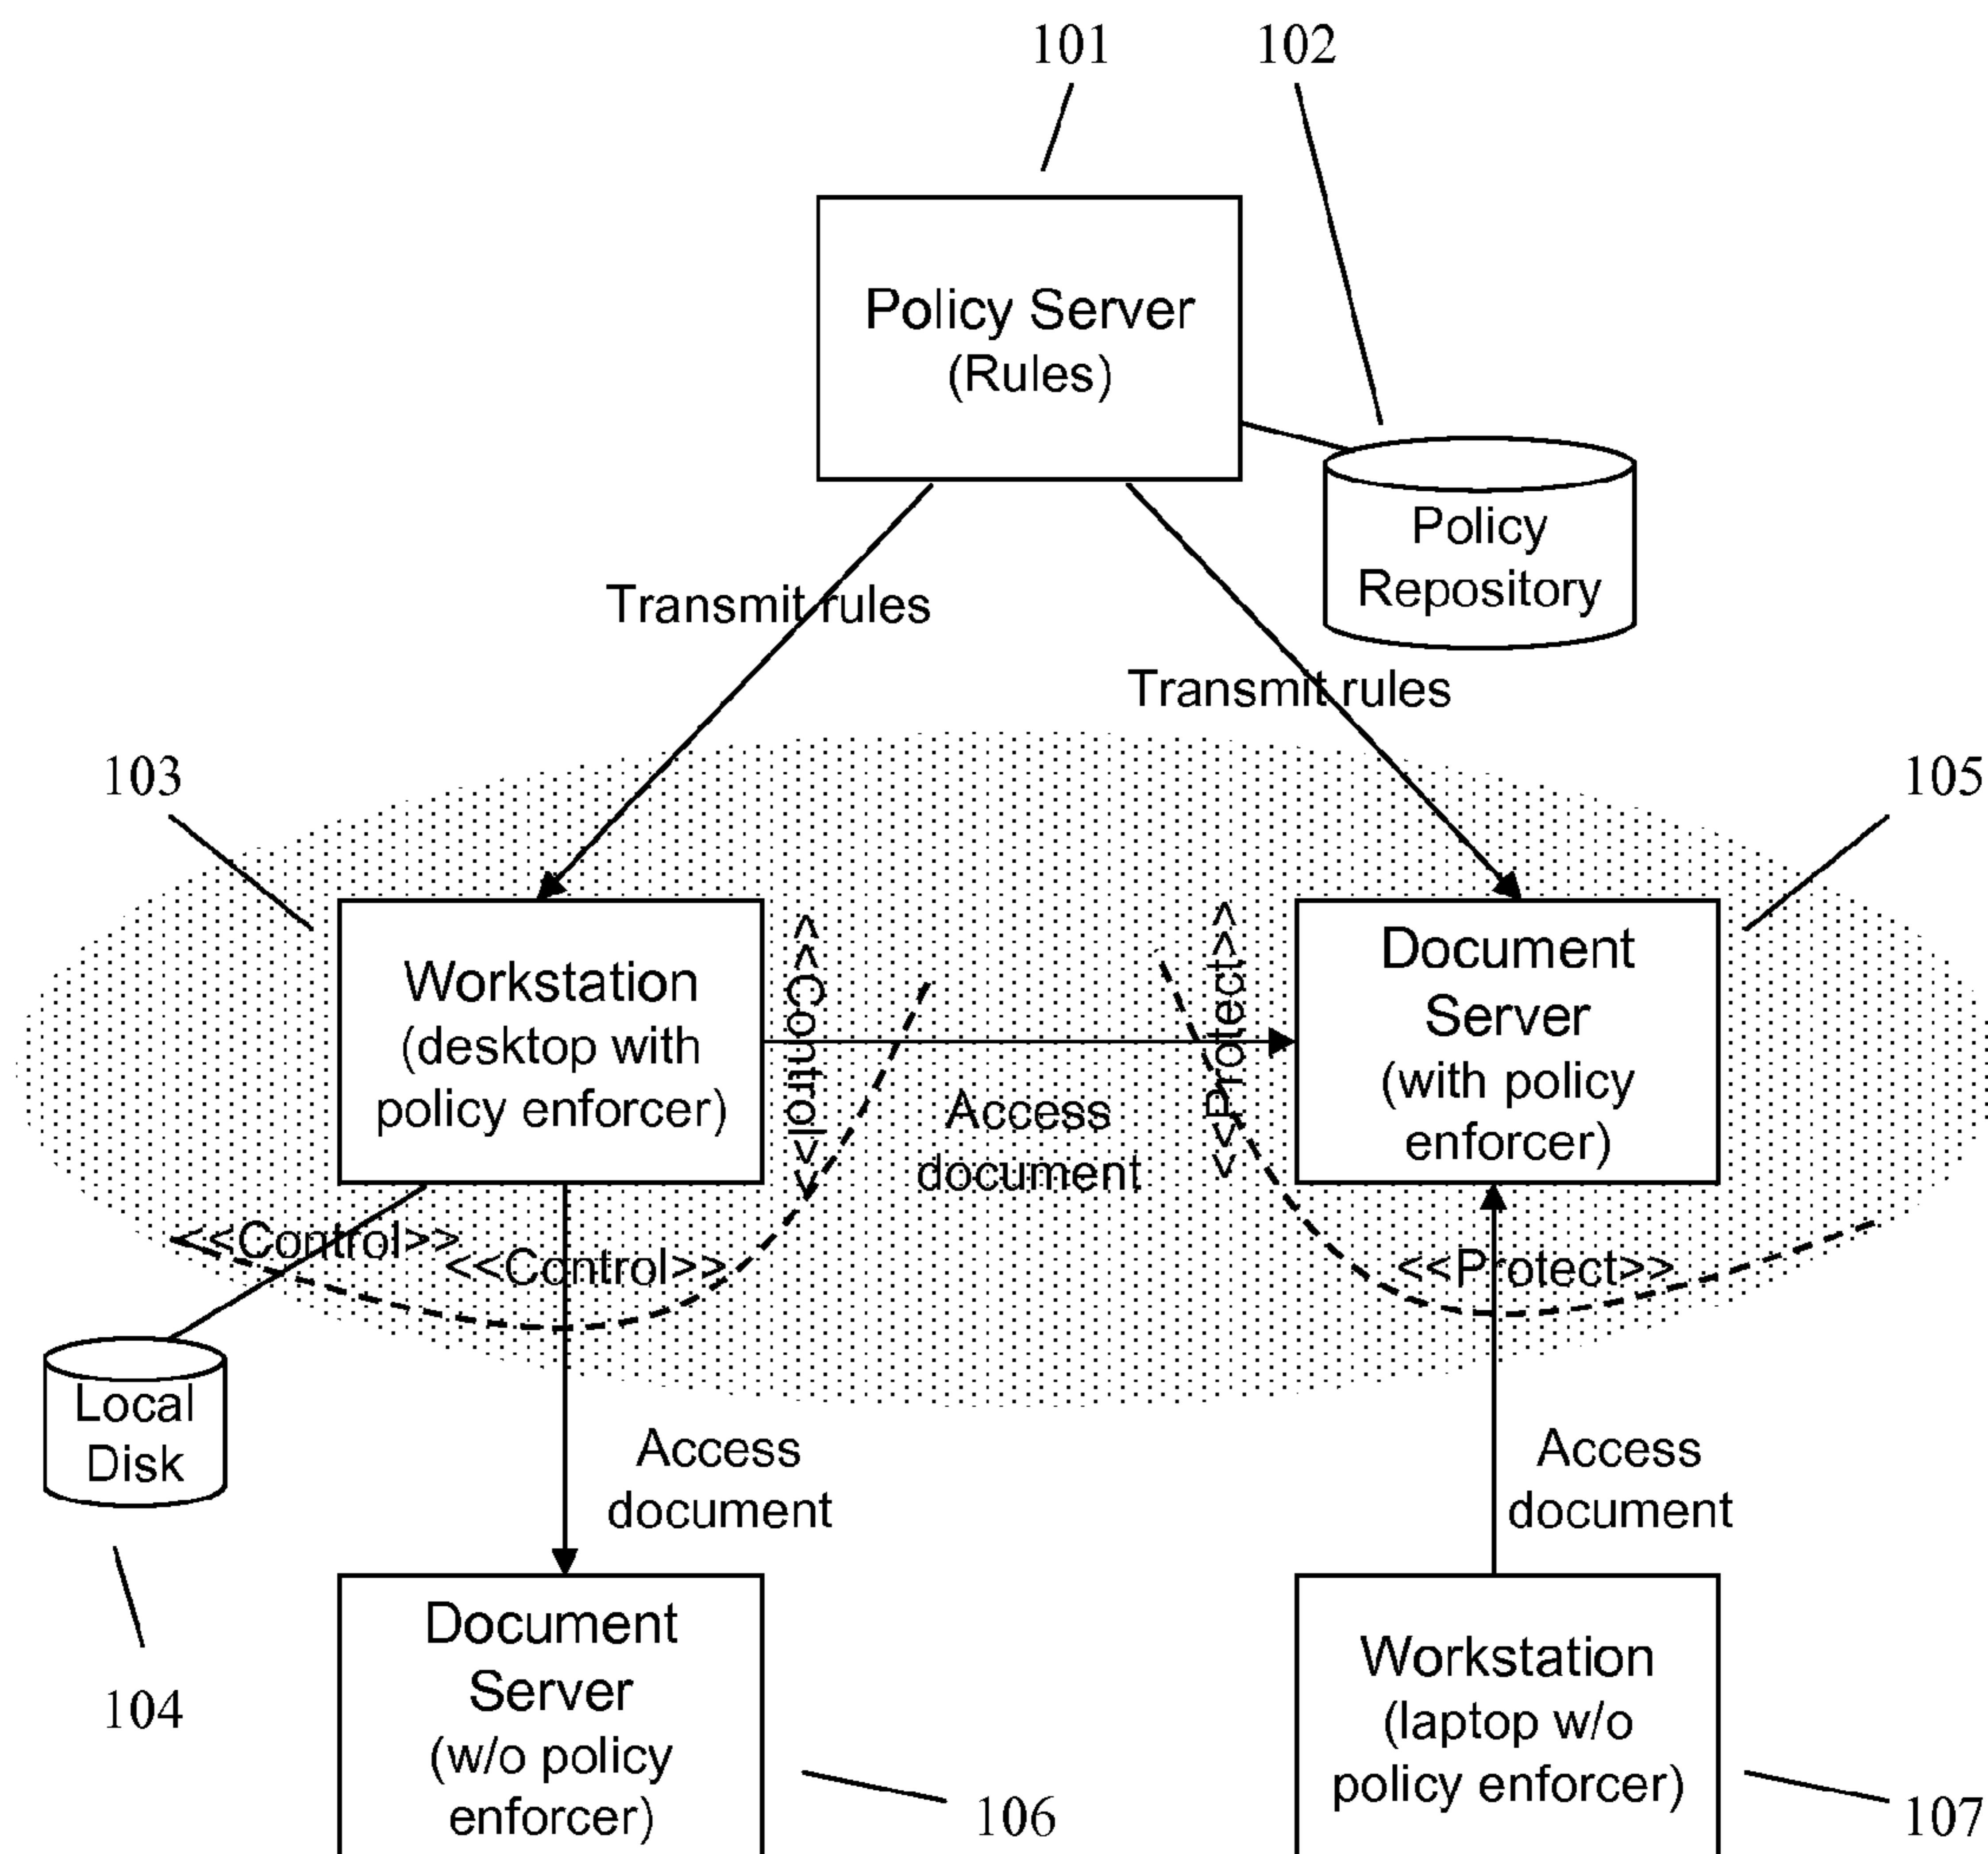 101
102
Policy Server
(Rules)
Policy
Repository
Transmit rules
Transmit rules
103
105
Workstation
(desktop with
policy enforcer)
<<Control>>
<<Protect>>
Document
Server
(with policy
enforcer)
Access
document
<<Control>>
<<Control>>
<<Protect>>
Local
Disk
Access
document
Access
document
104
Document
Server
(w/o policy
enforcer)
106
Workstation
(laptop w/o
policy enforcer)
107